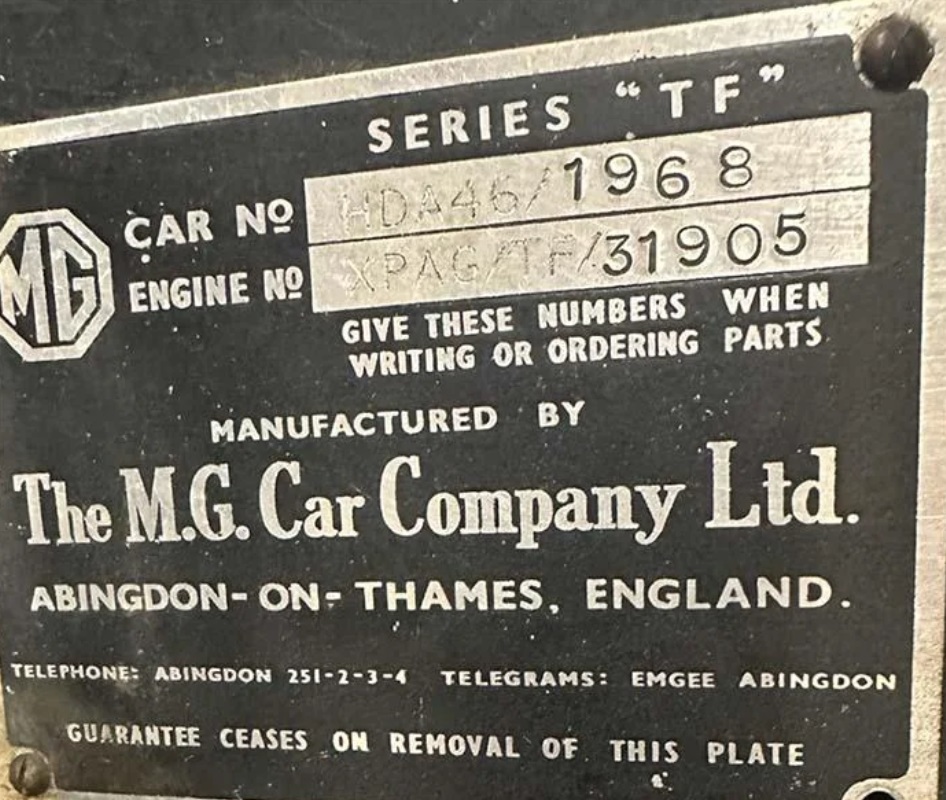 SERIES "TF"
MG
CAR Nº HDA46/1968
ENGINE Nº XPAG/TF/31905
GIVE THESE NUMBERS WHEN
WRITING OR ORDERING PARTS
MANUFACTURED BY
The M.G. Car Company Ltd.
ABINGDON-ON-THAMES, ENGLAND.
TELEPHONE: ABINGDON 251-2-3-4 TELEGRAMS: EMGEE ABINGDON
GUARANTEE CEASES ON REMOVAL OF THIS PLATE